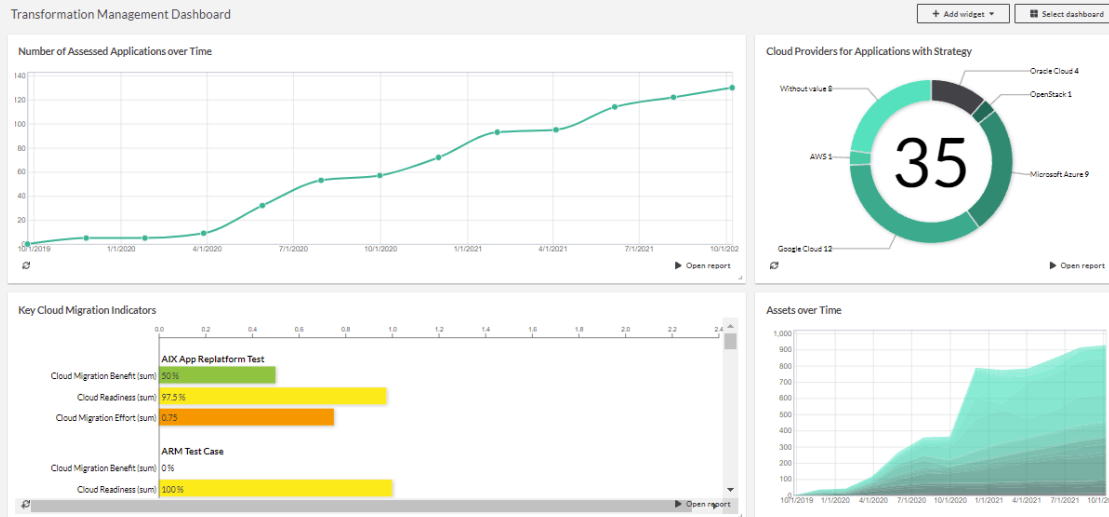 Transformation Management Dashboard
+ Add widget
Select dashboard
Number of Assessed Applications over Time
140
120
100
80
60
40
20
0
10/1/2019 1/1/2020 4/1/2020 7/1/2020 10/1/2020 1/1/2021 4/1/2021 7/1/2021 10/1/202
Open report
Cloud Providers for Applications with Strategy
Oracle Cloud 4
OpenStack 1
Without value 8
AWS 1
35
Microsoft Azure 9
Google Cloud 12
Open report
Key Cloud Migration Indicators
0.0 0.2 0.4 0.6 0.8 1.0 1.2 1.4 1.6 1.8 2.0 2.2 2.4
AIX App Replatform Test
Cloud Migration Benefit (sum) 50 %
Cloud Readiness (sum) 97.5 %
Cloud Migration Effort (sum) 0.75
ARM Test Case
Cloud Migration Benefit (sum) 0 %
Cloud Readiness (sum) 100 %
Open report
Assets over Time
1,000
900
800
700
600
500
400
300
200
100
0
10/1/2019 1/1/2020 4/1/2020 7/1/2020 10/1/2020 1/1/2021 4/1/2021 7/1/2021 10/1/2